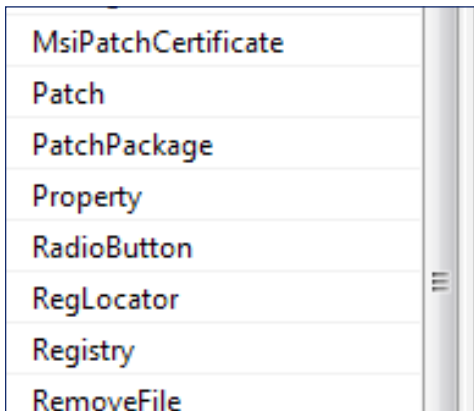 MsiPatchCertificate
Patch
PatchPackage
Property
RadioButton
RegLocator
Registry
RemoveFile